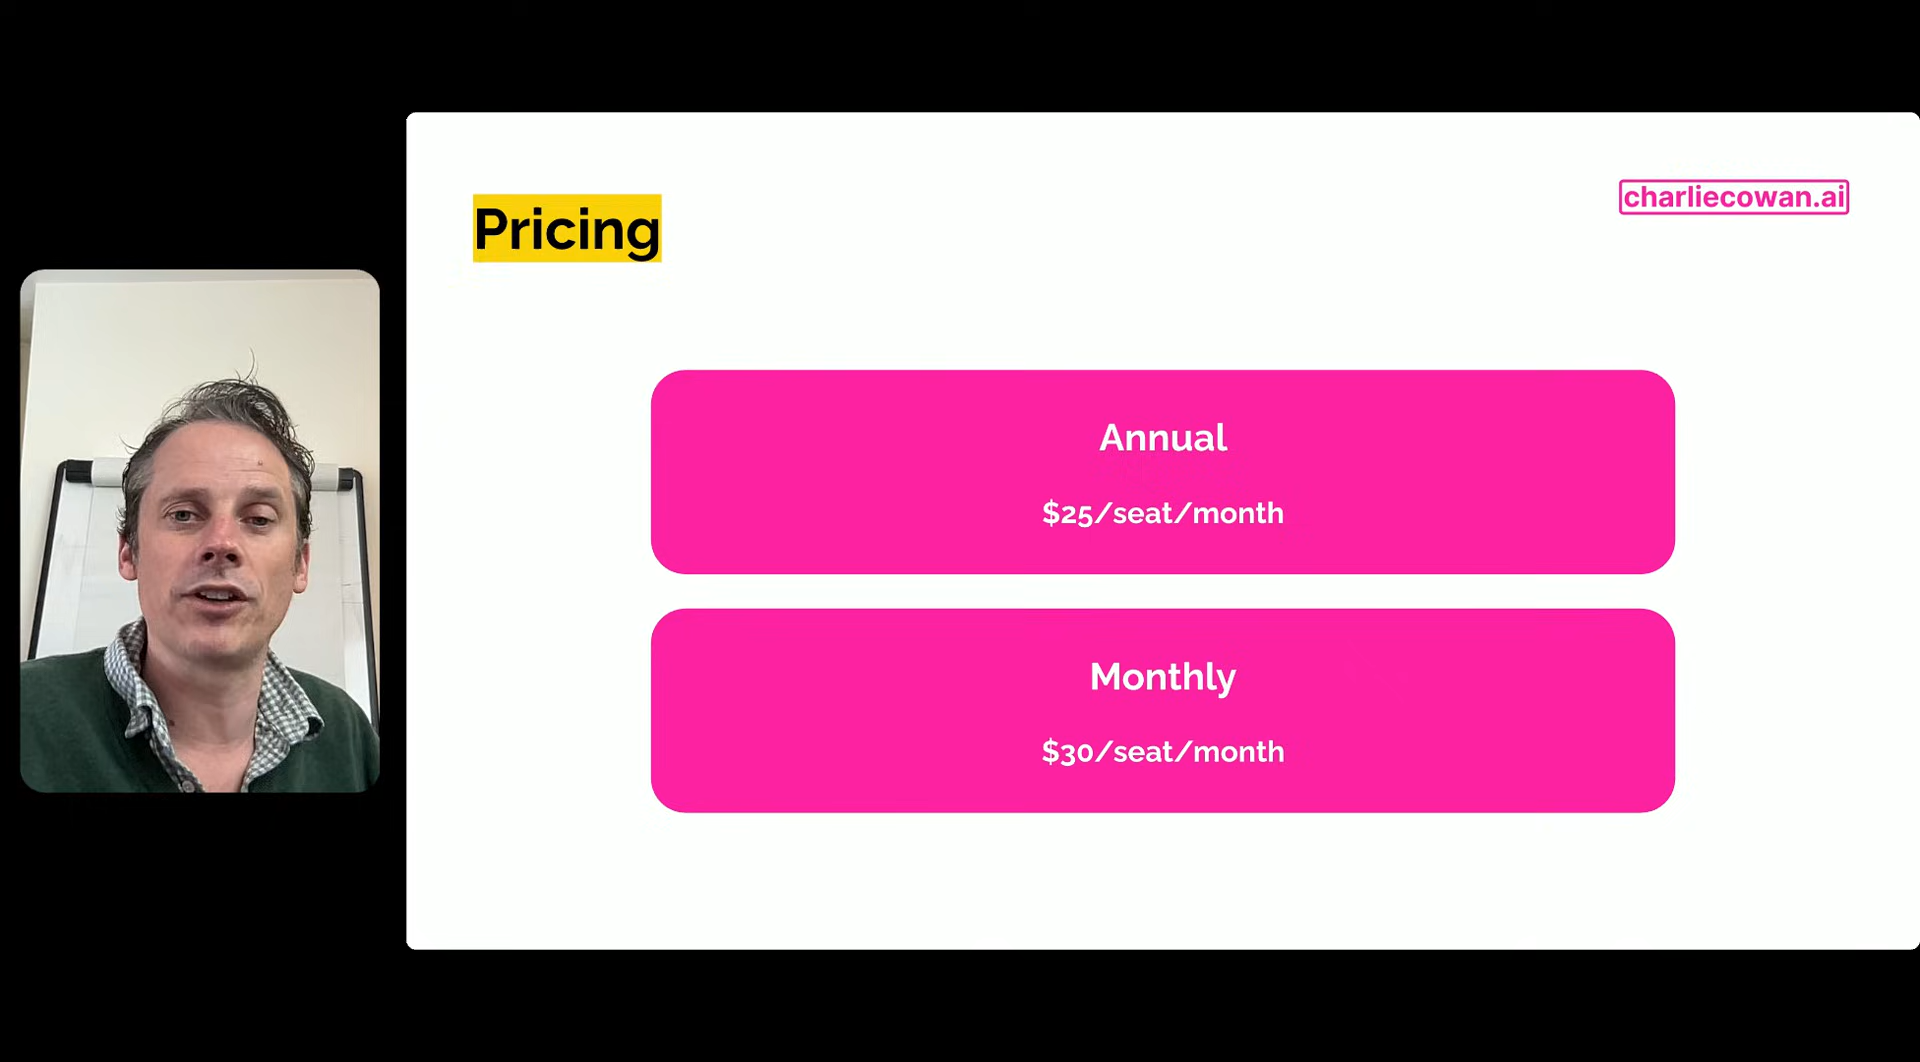 Pricing
charliecowan.ai
Annual
$25/seat/month
Monthly
$30/seat/month